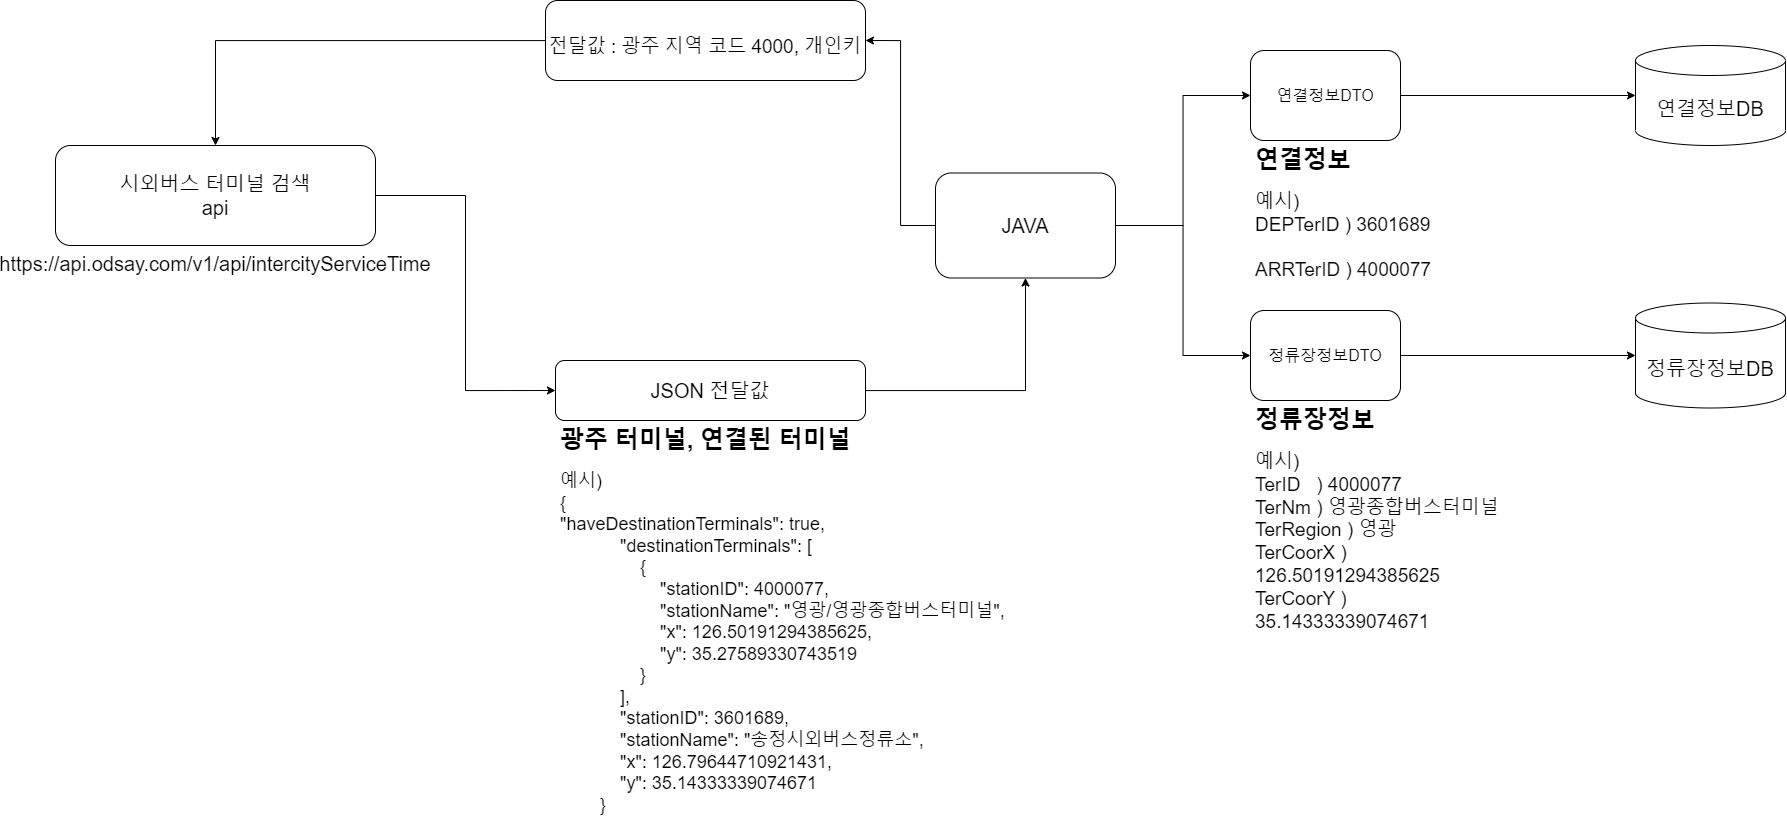 전달값 : 광주 지역 코드 4000, 개인키
시외버스 터미널 검색
api
https://api.odsay.com/v1/api/intercityServiceTime
JSON 전달값
광주 터미널, 연결된 터미널
예시)
{
"haveDestinationTerminals": true,
"destinationTerminals": [
{
"stationID": 4000077,
"stationName": "영광/영광종합버스터미널",
"x": 126.50191294385625,
"y": 35.27589330743519
}
],
"stationID": 3601689,
"stationName": "송정시외버스정류소",
"x": 126.79644710921431,
"y": 35.14333339074671
}
JAVA
연결정보DTO
연결정보
예시)
DEPTerID ) 3601689
ARRTerID ) 4000077
연결정보DB
정류장정보DTO
정류장정보
예시)
TerID ) 4000077
TerNm ) 영광종합버스터미널
TerRegion ) 영광
TerCoorX )
126.50191294385625
TerCoorY )
35.14333339074671
정류장정보DB